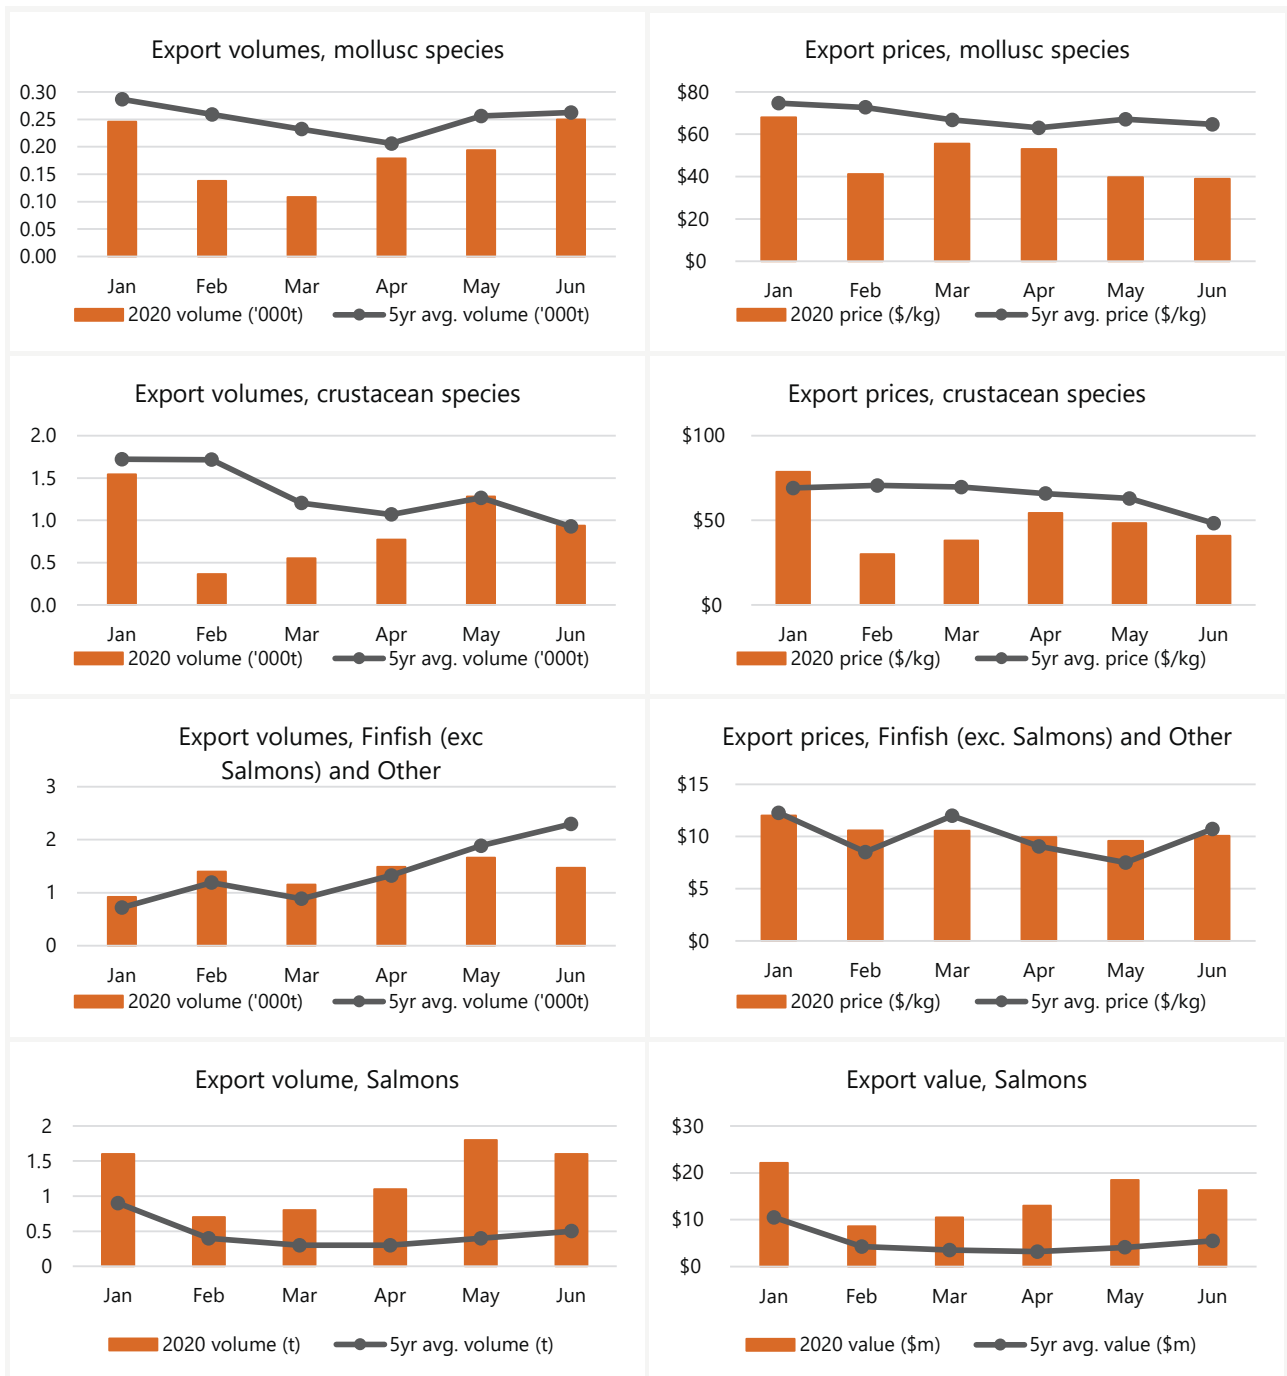 Export volumes, mollusc species
0.30
0.25
0.20
0.15
0.10
0.05
0.00
Jan Feb Mar Apr May Jun
2020 volume ('000t) 5yr avg. volume ('000t)
Export prices, mollusc species
$80
$60
$40
$20
$0
Jan Feb Mar Apr May Jun
2020 price ($/kg) 5yr avg. price ($/kg)
Export volumes, crustacean species
2.0
1.5
1.0
0.5
0.0
Jan Feb Mar Apr May Jun
2020 volume ('000t) 5yr avg. volume ('000t)
Export prices, crustacean species
$100
$50
$0
Jan Feb Mar Apr May Jun
2020 price ($/kg) 5yr avg. price ($/kg)
Export volumes, Finfish (exc
Salmons) and Other
3
2
1
0
Jan Feb Mar Apr May Jun
2020 volume ('000t) 5yr avg. volume ('000t)
Export prices, Finfish (exc. Salmons) and Other
$15
$10
$5
$0
Jan Feb Mar Apr May Jun
2020 price ($/kg) 5yr avg. price ($/kg)
Export volume, Salmons
2
1.5
1
0.5
0
Jan Feb Mar Apr May Jun
2020 volume (t) 5yr avg. volume (t)
Export value, Salmons
$30
$20
$10
$0
Jan Feb Mar Apr May Jun
2020 value ($m) 5yr avg. value ($m)